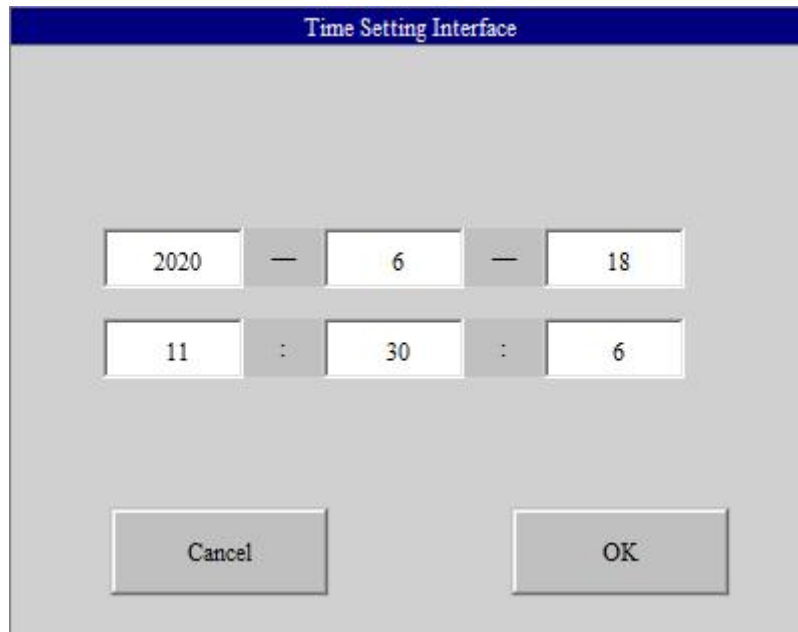 Time Setting Interface
2020 — 6 — 18
11 : 30 : 6
Cancel OK